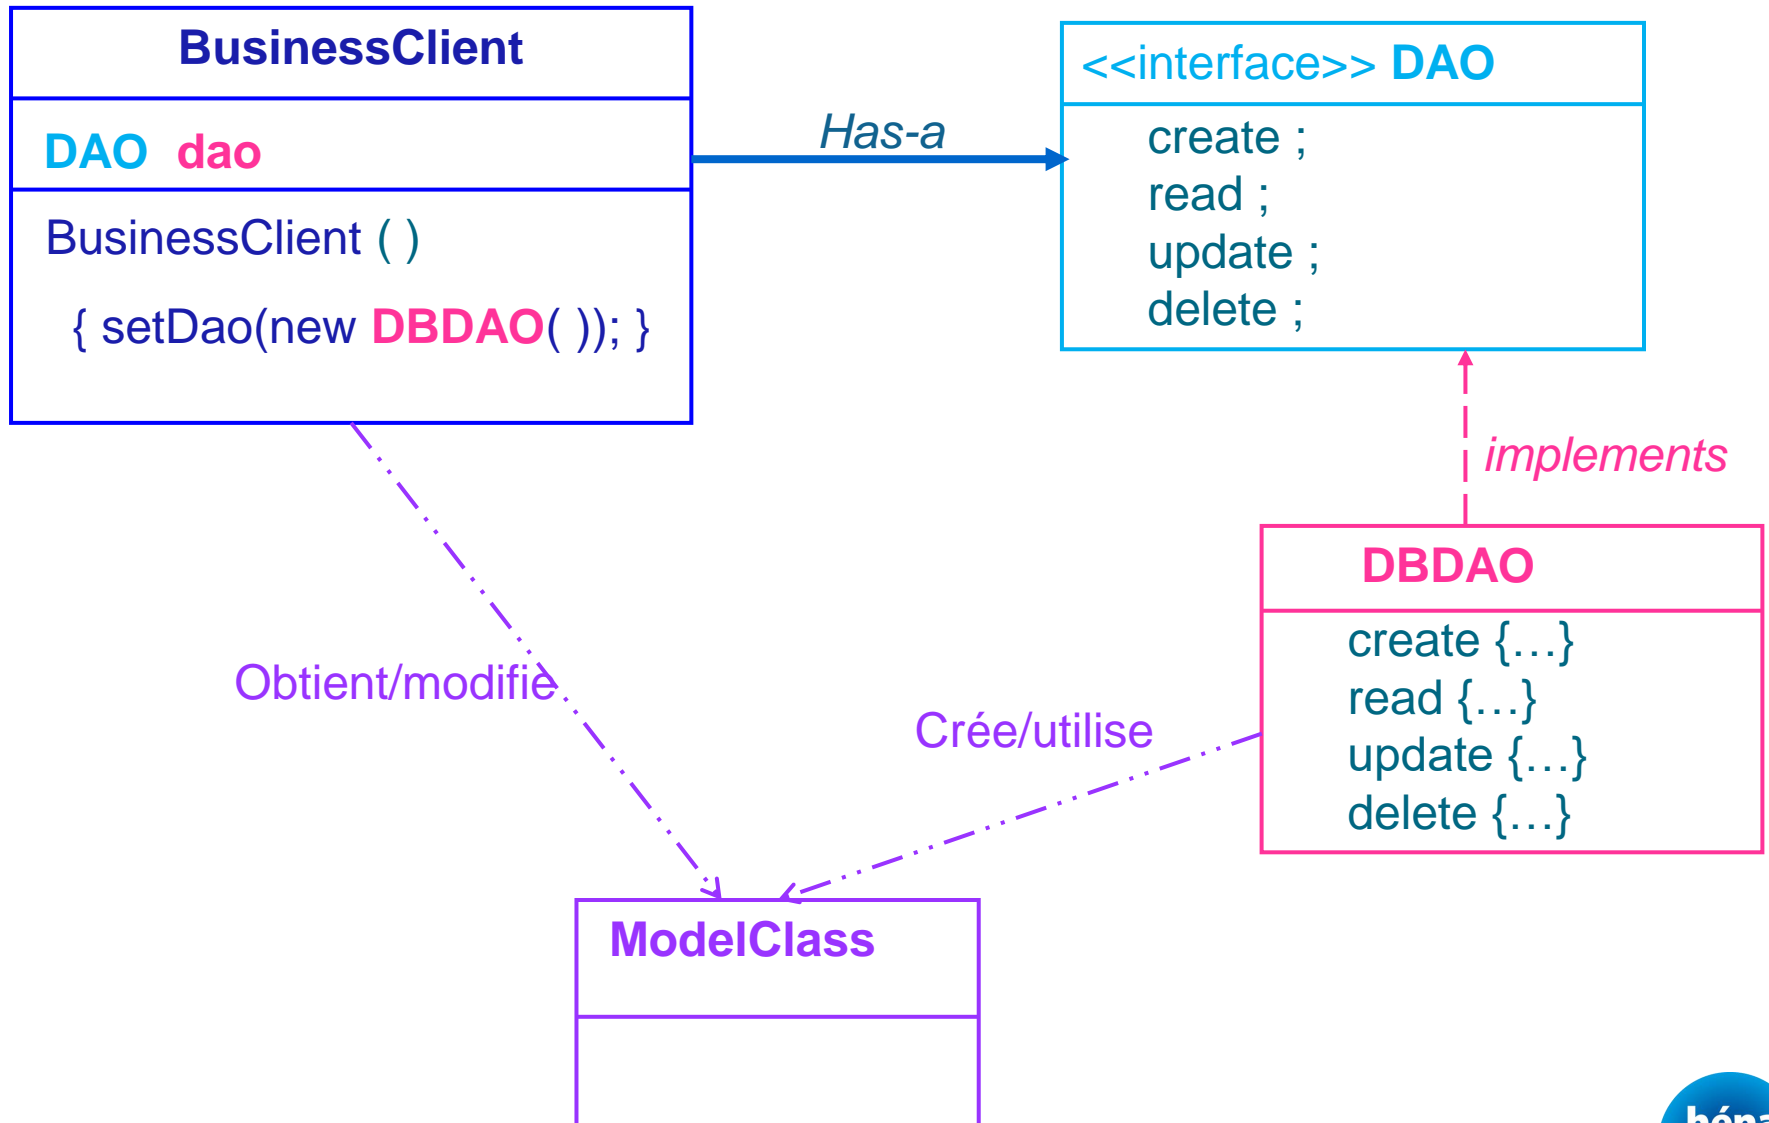 BusinessClient
DAO dao
BusinessClient ( )
{ setDao(new DBDAO( )); }
Has-a
<<interface>> DAO
create ;
read ;
update ;
delete ;
implements
DBDAO
create {…}
read {…}
update {…}
delete {…}
Obtient/modifie
Crée/utilise
ModelClass